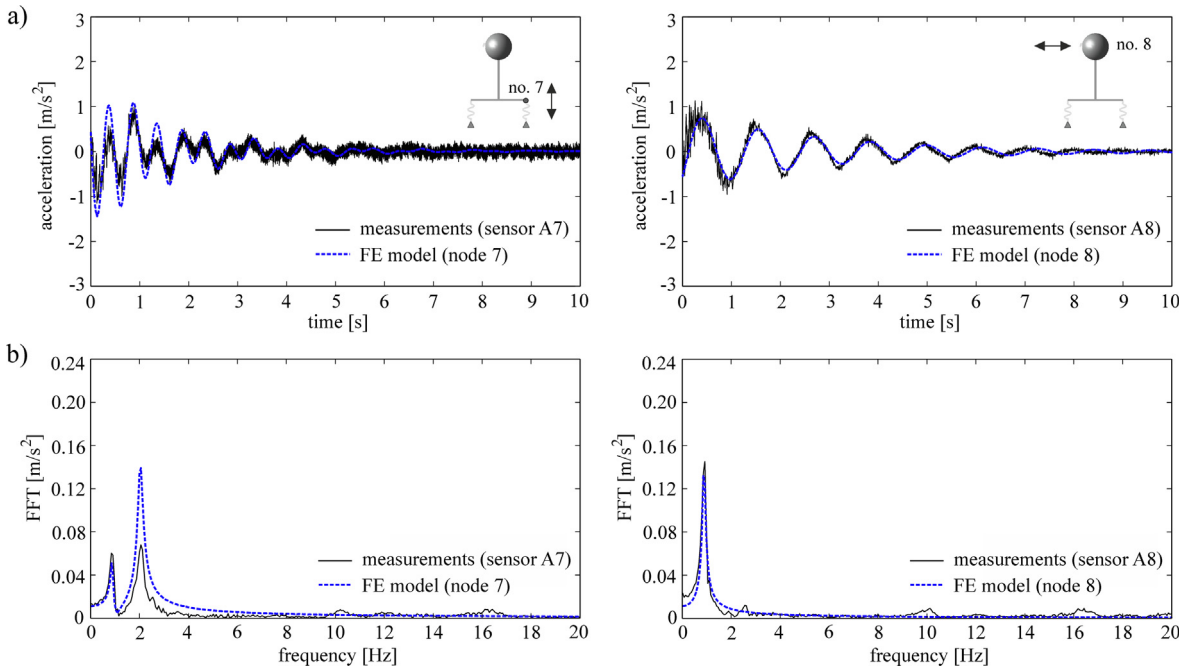 a)
3
2
1
0
-1
-2
-3
acceleration [m/s²]
no. 7
measurements (sensor A7)
FE model (node 7)
0 1 2 3 4 5 6 7 8 9 10
time [s]
3
2
1
0
-1
-2
-3
acceleration [m/s²]
no. 8
measurements (sensor A8)
FE model (node 8)
0 1 2 3 4 5 6 7 8 9 10
time [s]
b)
0.24
0.20
0.16
0.12
0.08
0.04
0
FFT [m/s²]
measurements (sensor A7)
FE model (node 7)
0 2 4 6 8 10 12 14 16 18 20
frequency [Hz]
0.24
0.20
0.16
0.12
0.08
0.04
0
FFT [m/s²]
measurements (sensor A8)
FE model (node 8)
0 2 4 6 8 10 12 14 16 18 20
frequency [Hz]